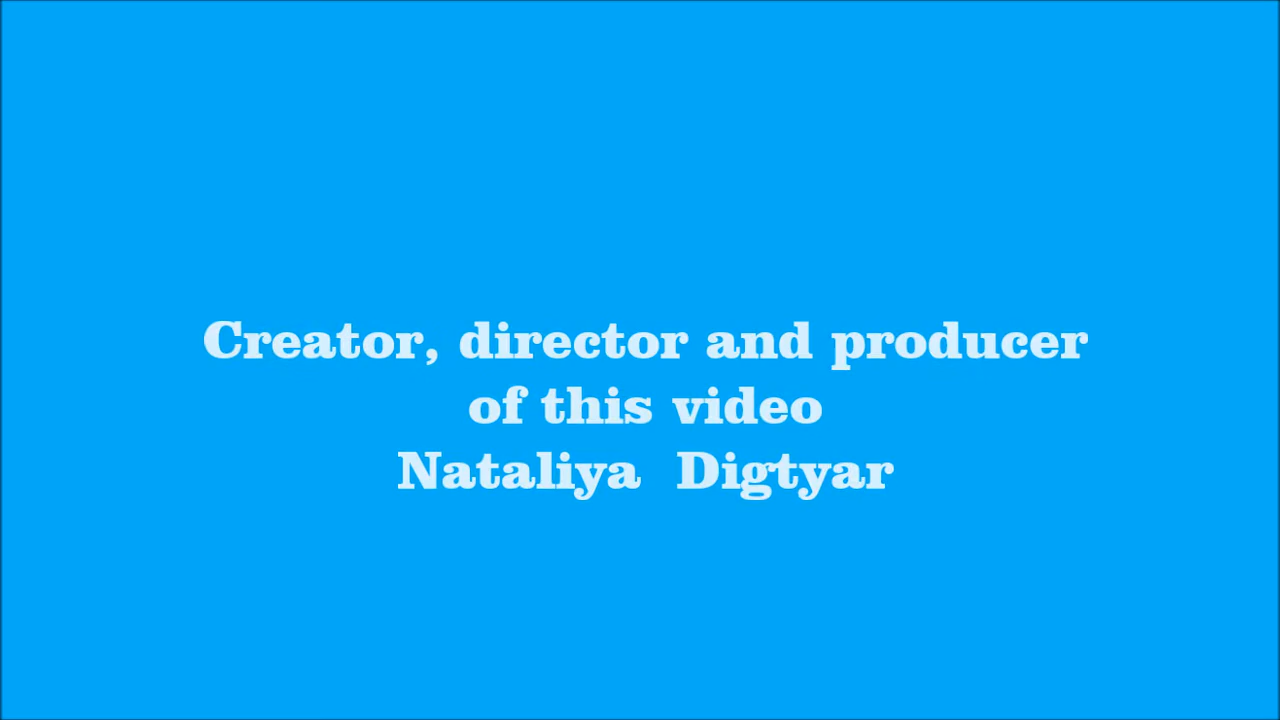 Creator, director and producer
of this video
Nataliya Digtyar